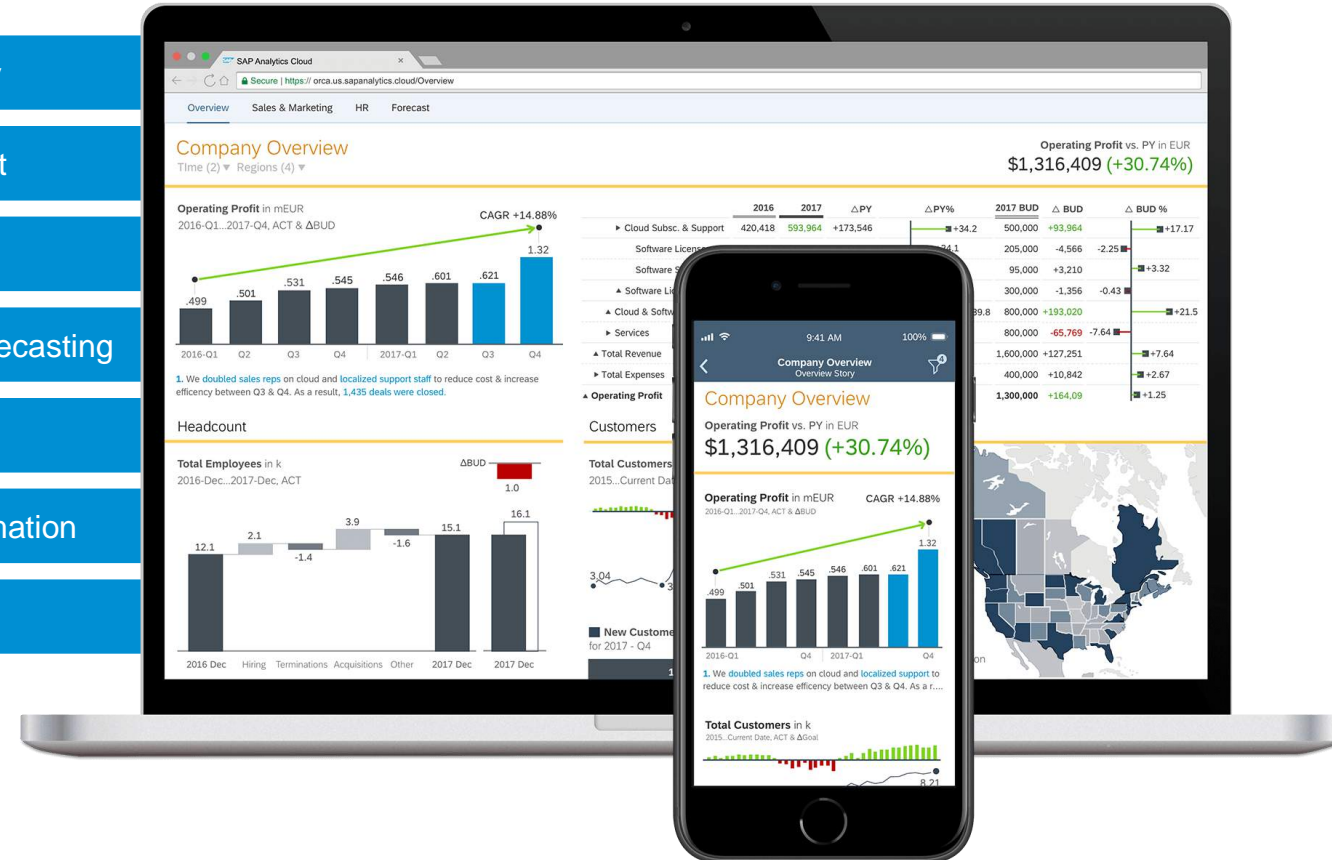 ecasting
nation
SAP Analytics Cloud
Secure | https:// orca.us.sapanalytics.cloud/Overview
Overview Sales & Marketing HR Forecast
Company Overview
TIme (2) ▼ Regions (4) ▼
Operating Profit vs. PY in EUR
$1,316,409 (+30.74%)
Operating Profit in mEUR
2016-Q1...2017-Q4, ACT & ΔBUD
CAGR +14.88%
.499 .501 .531 .545 .546 .601 .621 1.32
2016-Q1 Q2 Q3 Q4 2017-Q1 Q2 Q3 Q4
1. We doubled sales reps on cloud and localized support staff to reduce cost & increase
efficency between Q3 & Q4. As a result, 1,435 deals were closed.
2016 2017 △PY △PY% 2017 BUD △ BUD △ BUD %
▸ Cloud Subsc. & Support 420,418 593,964 +173,546 +34.2 500,000 +93,964 +17.17
Software 205,000 -4,566 -2.25
Software 95,000 +3,210 +3.32
▴ Software 300,000 -1,356 -0.43
▴ Cloud & 800,000 +193,020 +21.5
▸ Services 800,000 -65,769 -7.64
▴ Total Revenue 1,600,000 +127,251 +7.64
▸ Total Expenses 400,000 +10,842 +2.67
▴ Operating Profit 1,300,000 +164,09 +1.25
Headcount
Total Employees in k
2016-Dec...2017-Dec, ACT
ΔBUD
1.0
12.1 2.1 -1.4 3.9 -1.6 15.1 16.1
2016 Dec Hiring Terminations Acquisitions Other 2017 Dec 2017 Dec
Customers
Total Customers
2015...Current
3.04
New
for 2017 - Q4
9:41 AM 100%
Company Overview
Overview Story
4
Company Overview
Operating Profit vs. PY in EUR
$1,316,409 (+30.74%)
Operating Profit in mEUR CAGR +14.88%
2016-Q1...2017-Q4, ACT & ΔBUD
.499 .501 .531 .545 .546 .601 .621 1.32
2016-Q1 Q4 2017-Q1 Q4
1. We doubled sales reps on cloud and localized support to
reduce cost & increase efficency between Q3 & Q4. As a r....
Total Customers in k
2015...Current Date, ACT & ΔGoal
8.21